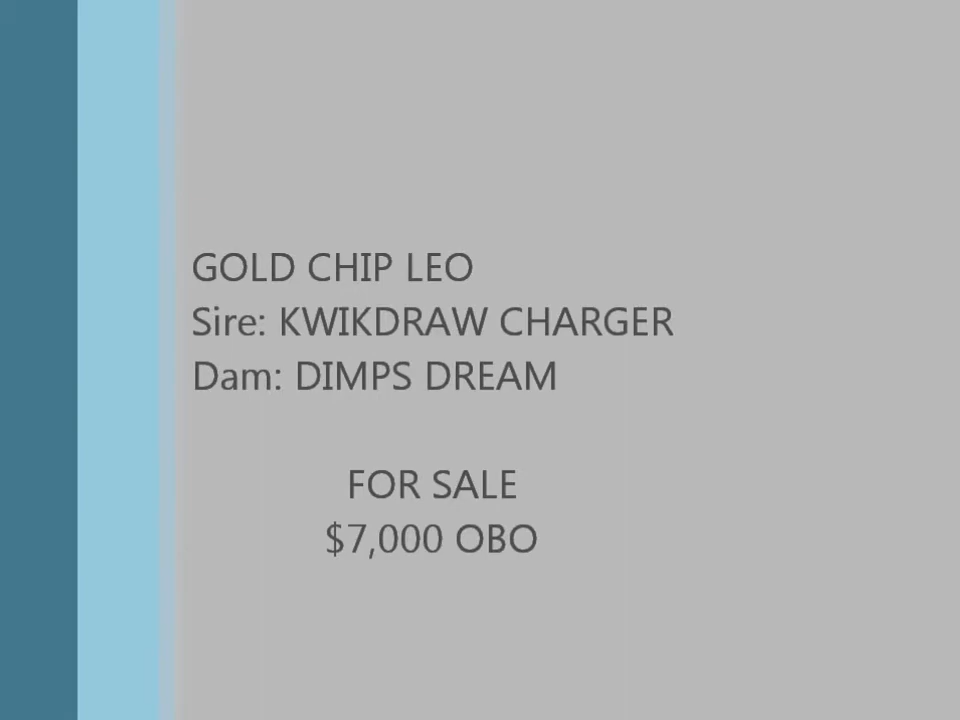 GOLD CHIP LEO
Sire: KWIKDRAW CHARGER
Dam: DIMPS DREAM
FOR SALE
$7,000 OBO